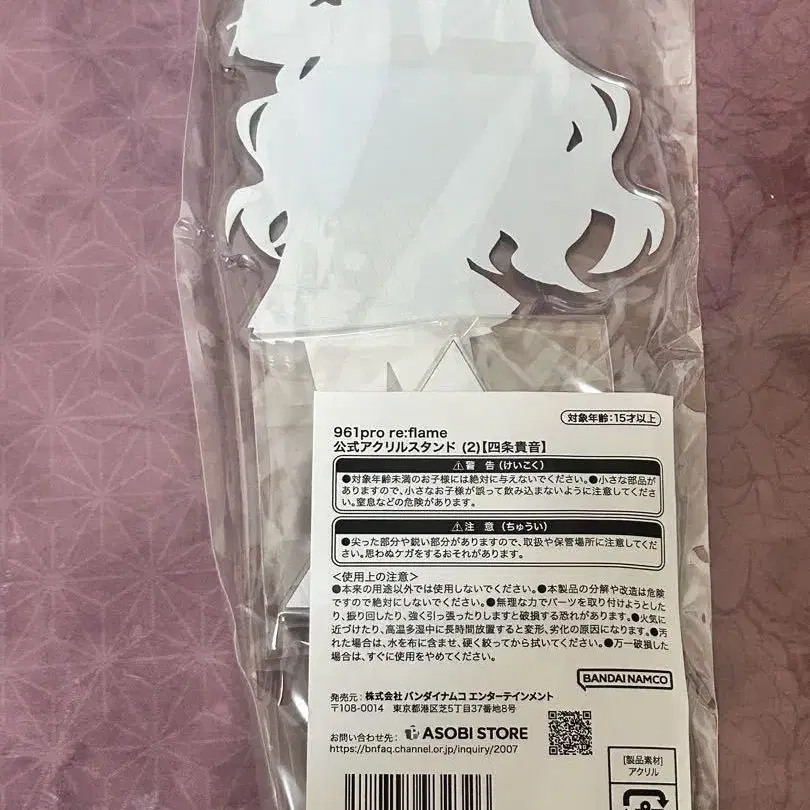 対象年齢:15才以上
961pro re:flame
公式アクリルスタンド (2)【四条貴音】
⚠警 告(けいこく)
●対象年齢未満のお子様には絶対に与えないでください。●小さな部品が
ありますので、小さなお子様が誤って飲み込まないように注意してくださ
い。窒息などの危険があります。
⚠注 意(ちゅうい)
●尖った部分や鋭い部分がありますので、取扱や保管場所に注意してくだ
さい。思わぬケガをするおそれがあります。
<使用上の注意>
●本来の用途以外では使用しないでください。●本製品の分解や改造は危険
ですので絶対にしないでください。●無理な力でパーツを取り付けようとした
り、振り回したり、強く引っ張ったりしますと破損する恐れがあります。●火気に
近づけたり、高温多湿中に長時間放置すると変形、劣化の原因になります。●汚
れた場合は、水を布に含ませ、硬く絞ってから拭いてください。●万一破損した
場合は、すぐに使用をやめてください。
BANDAI NAMCO
発売元:株式会社 バンダイナムコ エンターテインメント
〒108-0014 東京都港区芝5丁目37番地8号
お問い合わせ先: ASOBI STORE
https://bnfaq.channel.or.jp/inquiry/2007
[製品素材]
アクリル